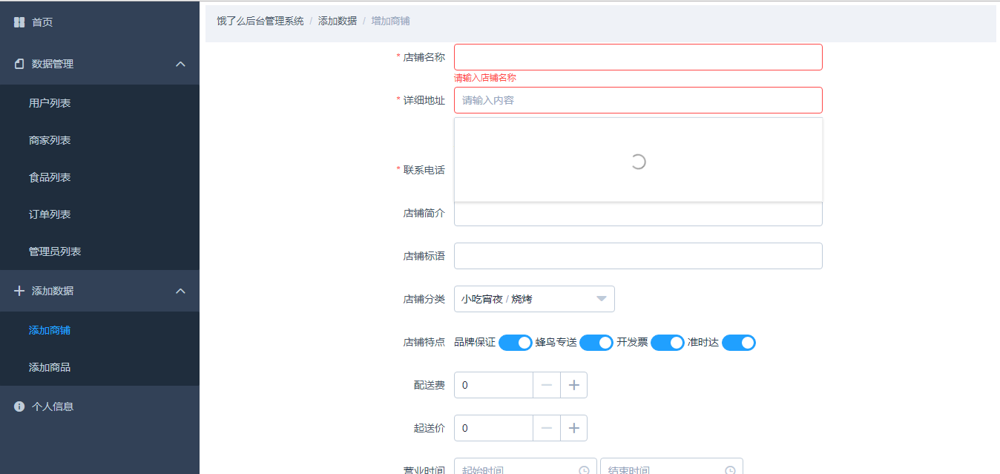 首页
数据管理
用户列表
商家列表
食品列表
订单列表
管理员列表
添加数据
添加商铺
添加商品
个人信息
饿了么后台管理系统 / 添加数据 / 增加商铺
* 店铺名称
请输入店铺名称
* 详细地址 请输入内容
* 联系电话
店铺简介
店铺标语
店铺分类 小吃宵夜 / 烧烤
店铺特点 品牌保证 蜂鸟专送 开发票 准时达
配送费 0
起送价 0
营业时间 起始时间 结束时间